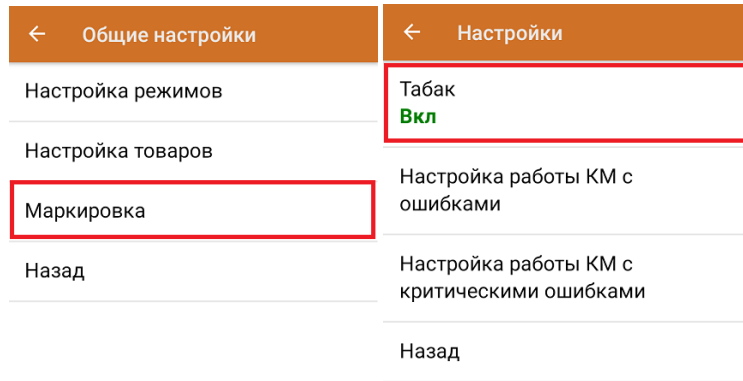 Общие настройки
Настройка режимов
Настройка товаров
Маркировка
Назад
Настройки
Табак
Вкл
Настройка работы КМ с
ошибками
Настройка работы КМ с
критическими ошибками
Назад